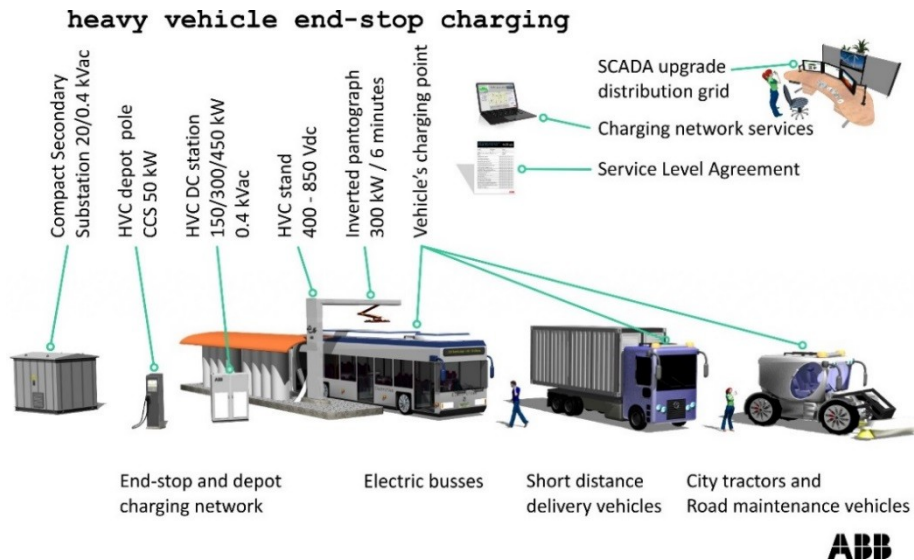 heavy vehicle end-stop charging
Compact Secondary
Substation 20/0.4 kVac
HVC depot pole
CCS 50 kW
HVC DC station
150/300/450 kW
0.4 kVac
HVC stand
400 - 850 Vdc
Inverted pantograph
300 kW / 6 minutes
Vehicle's charging point
SCADA upgrade
distribution grid
Charging network services
Service Level Agreement
End-stop and depot
charging network
Electric busses
Short distance
delivery vehicles
City tractors and
Road maintenance vehicles
ABB